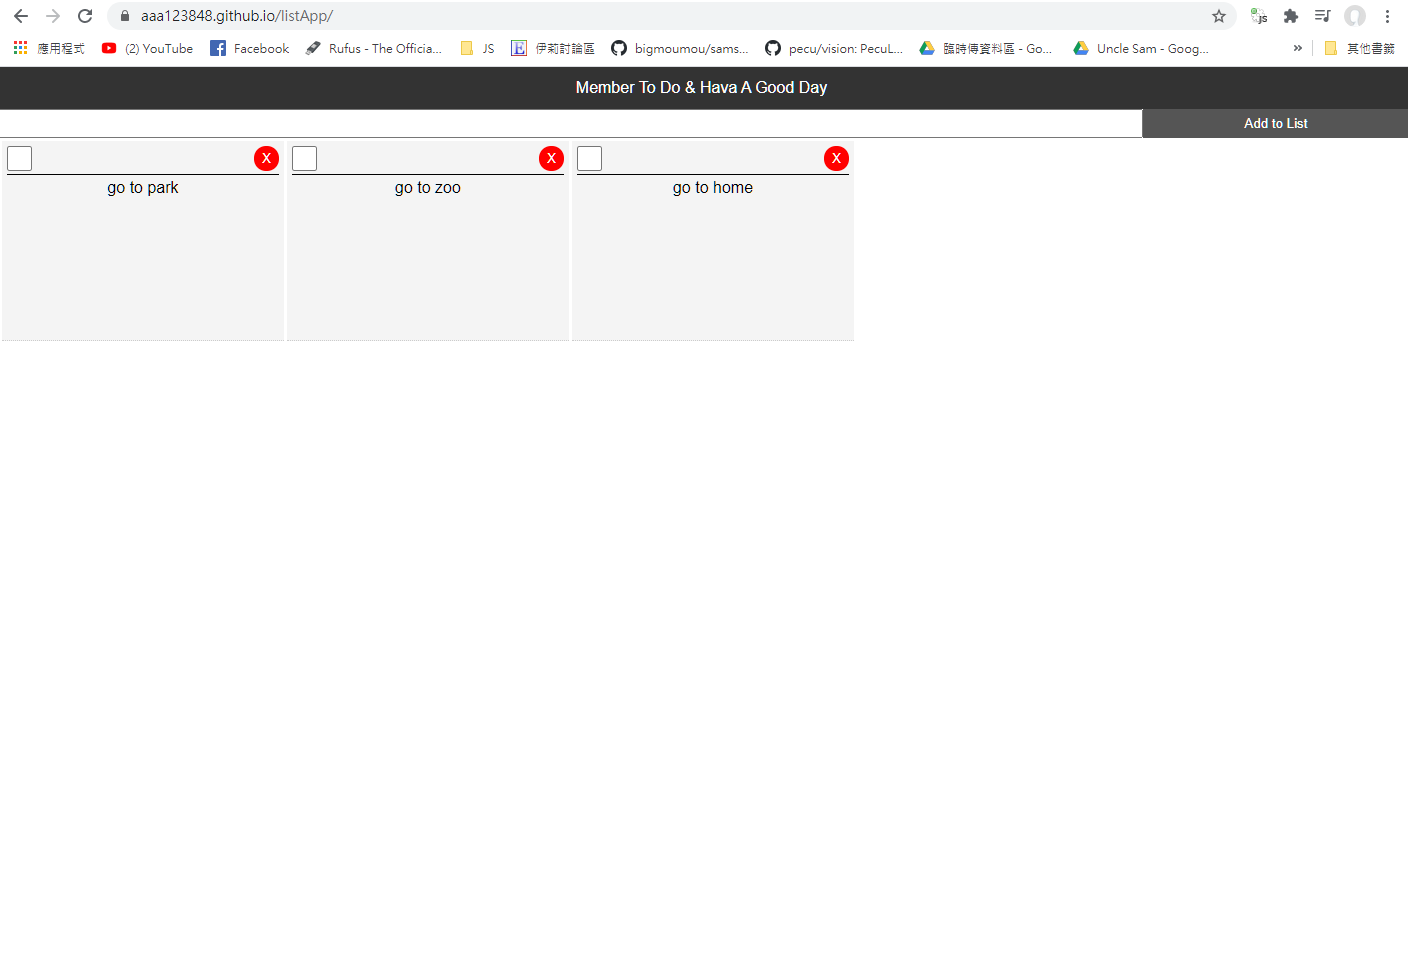 aaa123848.github.io/listApp/
js
應用程式 (2) YouTube Facebook Rufus - The Officia... JS E 伊莉討論區 bigmoumou/sams... pecu/vision: PecuL... 臨時傳資料區 - Go... Uncle Sam - Goog... » 其他書籤
Member To Do & Hava A Good Day
Add to List
X X X
go to park go to zoo go to home